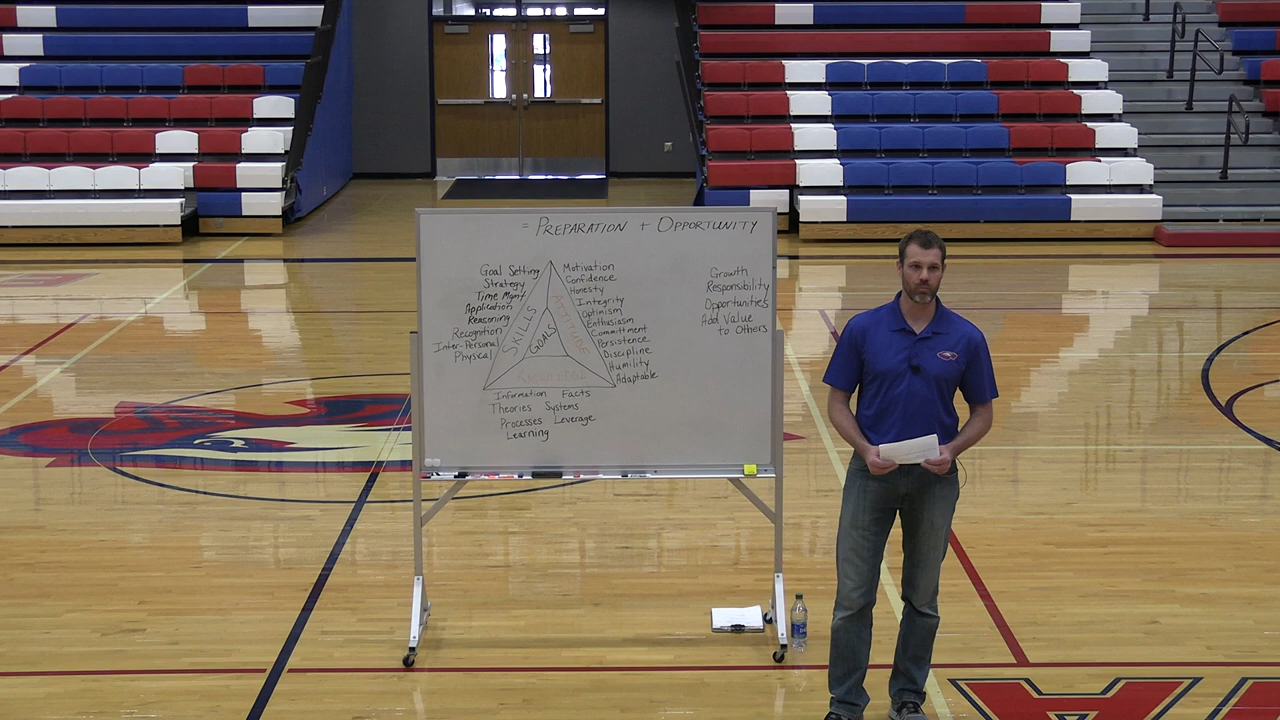 = PREPARATION + OPPORTUNITY
Goal Setting
Strategy
Time Mgmt
Application
Reasoning
Recognition
Inter-Personal
Physical
SKILLS
GOALS
ATTITUDE
KNOWLEDGE
Motivation
Confidence
Honesty
Integrity
Optimism
Enthusiasm
Committment
Persistence
Discipline
Humility
Adaptable
Information Facts
Theories Systems
Processes Leverage
Learning
Growth
Responsibility
Opportunities
Add Value
to Others